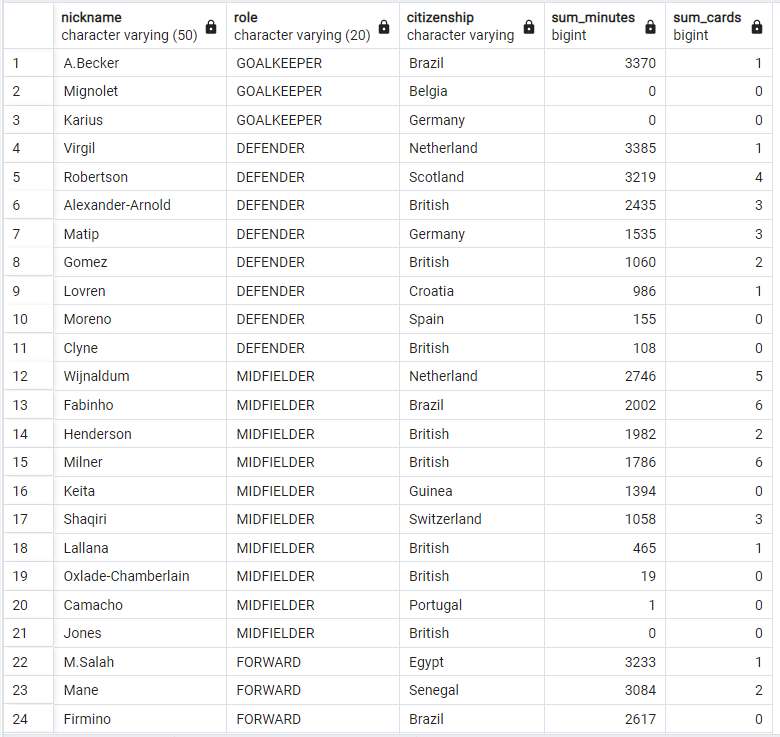 nickname role citizenship sum_minutes sum_cards
character varying (50) character varying (20) character varying bigint bigint
1 A.Becker GOALKEEPER Brazil 3370 1
2 Mignolet GOALKEEPER Belgia 0 0
3 Karius GOALKEEPER Germany 0 0
4 Virgil DEFENDER Netherland 3385 1
5 Robertson DEFENDER Scotland 3219 4
6 Alexander-Arnold DEFENDER British 2435 3
7 Matip DEFENDER Germany 1535 3
8 Gomez DEFENDER British 1060 2
9 Lovren DEFENDER Croatia 986 1
10 Moreno DEFENDER Spain 155 0
11 Clyne DEFENDER British 108 0
12 Wijnaldum MIDFIELDER Netherland 2746 5
13 Fabinho MIDFIELDER Brazil 2002 6
14 Henderson MIDFIELDER British 1982 2
15 Milner MIDFIELDER British 1786 6
16 Keita MIDFIELDER Guinea 1394 0
17 Shaqiri MIDFIELDER Switzerland 1058 3
18 Lallana MIDFIELDER British 465 1
19 Oxlade-Chamberlain MIDFIELDER British 19 0
20 Camacho MIDFIELDER Portugal 1 0
21 Jones MIDFIELDER British 0 0
22 M.Salah FORWARD Egypt 3233 1
23 Mane FORWARD Senegal 3084 2
24 Firmino FORWARD Brazil 2617 0